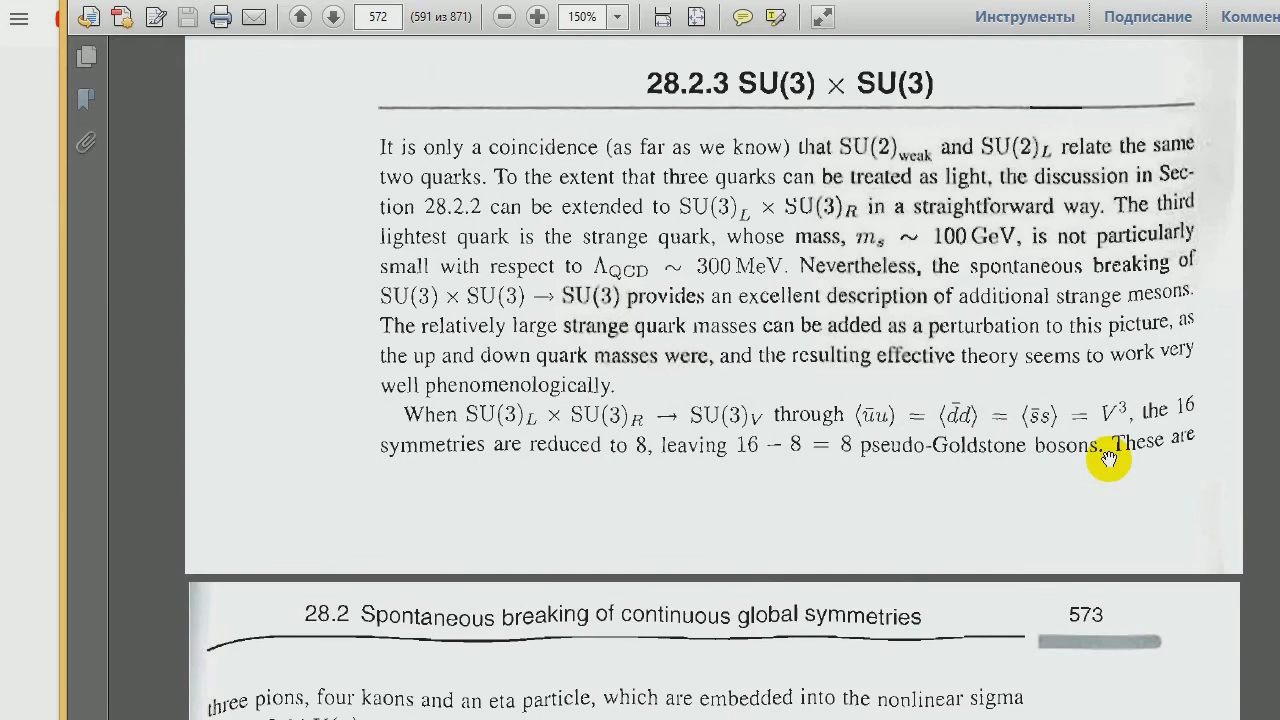 572
(591 из 871)
150%
Инструменты
Подписание
Коммен
28.2.3 SU(3) × SU(3)
It is only a coincidence (as far as we know) that SU(2)weak and SU(2)L relate the same
two quarks. To the extent that three quarks can be treated as light, the discussion in Sec-
tion 28.2.2 can be extended to SU(3)L × SU(3)R in a straightforward way. The third
lightest quark is the strange quark, whose mass, ms ∼ 100 GeV, is not particularly
small with respect to ΛQCD ∼ 300 MeV. Nevertheless, the spontaneous breaking of
SU(3) × SU(3) → SU(3) provides an excellent description of additional strange mesons.
The relatively large strange quark masses can be added as a perturbation to this picture, as
the up and down quark masses were, and the resulting effective theory seems to work very
well phenomenologically.
When SU(3)L × SU(3)R → SU(3)V through ⟨ūu⟩ = ⟨d̄d⟩ = ⟨s̄s⟩ = V³, the 16
symmetries are reduced to 8, leaving 16 − 8 = 8 pseudo-Goldstone bosons. These are
28.2 Spontaneous breaking of continuous global symmetries
573
three pions, four kaons and an eta particle, which are embedded into the nonlinear sigma